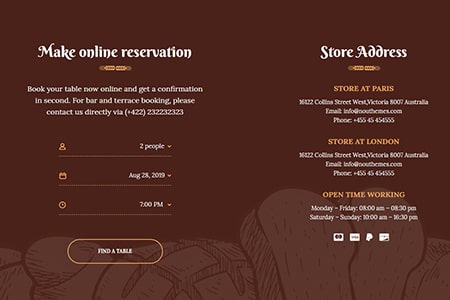 Make online reservation
Book your table now online and get a confirmation
in second. For bar and terrace booking, please
contact us directly via (+422) 232232323
2 people
Aug 28, 2019
7:00 PM
FIND A TABLE
Store Address
STORE AT PARIS
16122 Collins Street West,Victoria 8007 Australia
Email: info@nouthemes.com
Phone: +455 45 454555
STORE AT LONDON
16122 Collins Street West,Victoria 8007 Australia
Email: info@nouthemes.com
Phone: +455 45 454555
OPEN TIME WORKING
Monday – Friday: 08:00 am – 08:30 pm
Saturday – Sunday: 10:00 am – 16:30 pm